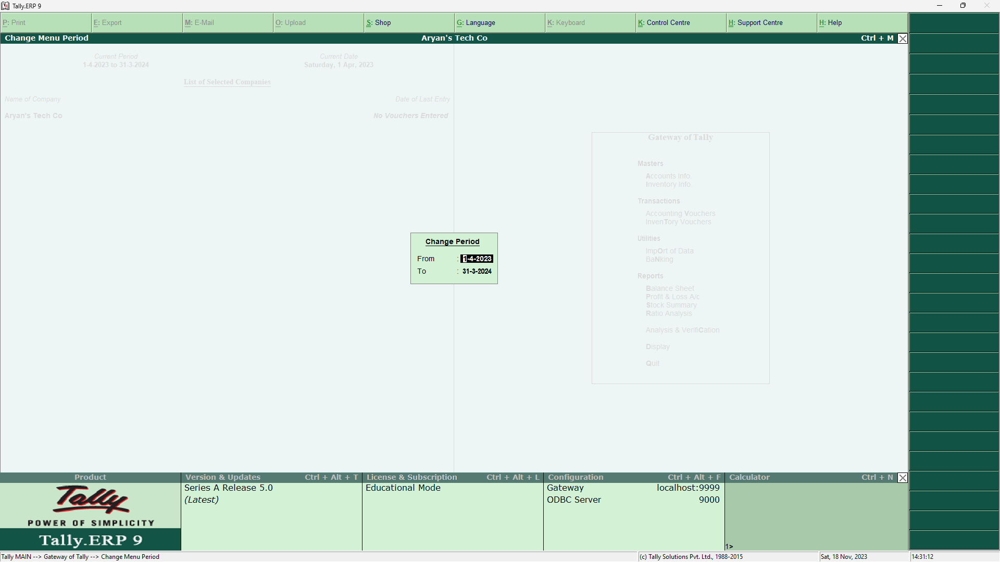 Tally.ERP 9
P: Print
E: Export
M: E-Mail
O: Upload
S: Shop
G: Language
K: Keyboard
K: Control Centre
H: Support Centre
H: Help
Change Menu Period
Aryan's Tech Co
Ctrl + M
Current Period
1-4-2023 to 31-3-2024
Current Date
Saturday, 1 Apr, 2023
List of Selected Companies
Name of Company
Date of Last Entry
Aryan's Tech Co
No Vouchers Entered
Gateway of Tally
Masters
Accounts Info.
Inventory Info.
Transactions
Accounting Vouchers
InvenTory Vouchers
Utilities
ImpOrt of Data
BaNking
Reports
Balance Sheet
Profit & Loss A/c
Stock Summary
Ratio Analysis
Analysis & VerifiCation
Display
Quit
Change Period
From : 1-4-2023
To : 31-3-2024
Product
Tally
POWER OF SIMPLICITY
Tally.ERP 9
Version & Updates Ctrl + Alt + T
Series A Release 5.0
(Latest)
License & Subscription Ctrl + Alt + L
Educational Mode
Configuration Ctrl + Alt + F
Gateway localhost:9999
ODBC Server 9000
Calculator Ctrl + N
1>
Tally MAIN --> Gateway of Tally --> Change Menu Period
(c) Tally Solutions Pvt. Ltd., 1988-2015
Sat, 18 Nov, 2023
14:31:12